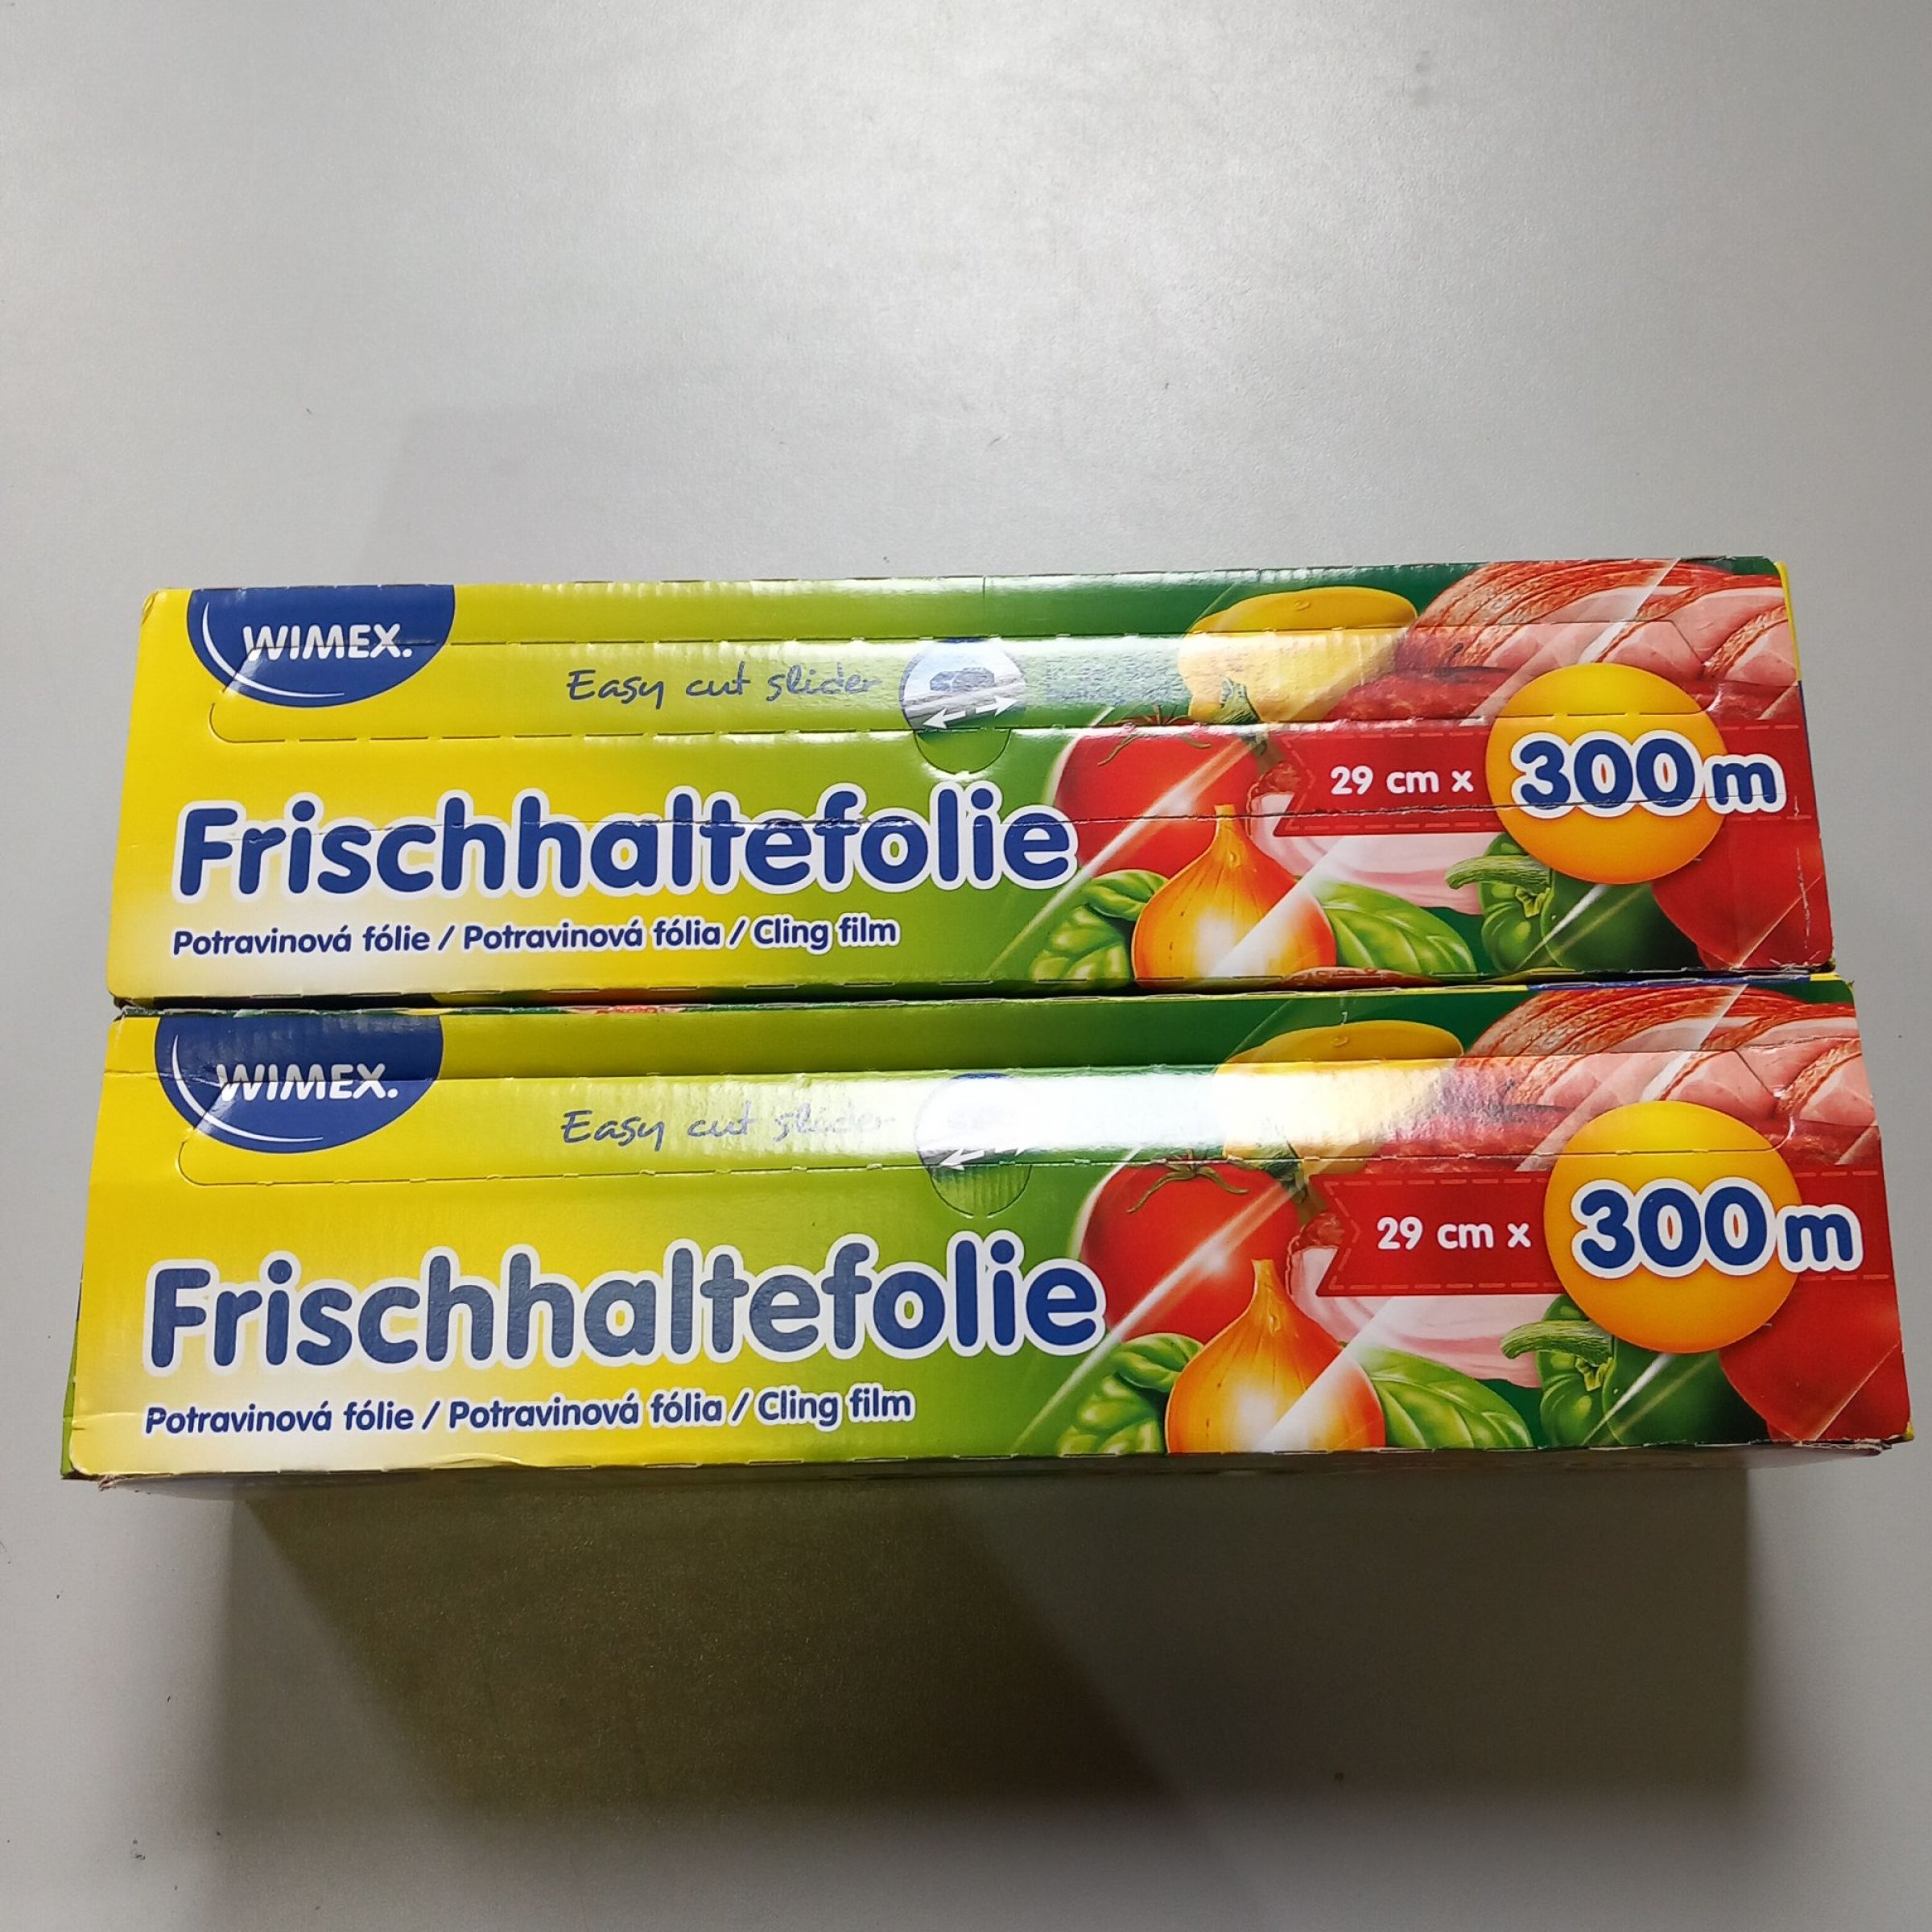 WIMEX.
Easy cut slider
29 cm x 300 m
Frischhaltefolie
Potravinová fólie / Potravinová fólia / Cling film
WIMEX.
Easy cut slider
29 cm x 300 m
Frischhaltefolie
Potravinová fólie / Potravinová fólia / Cling film